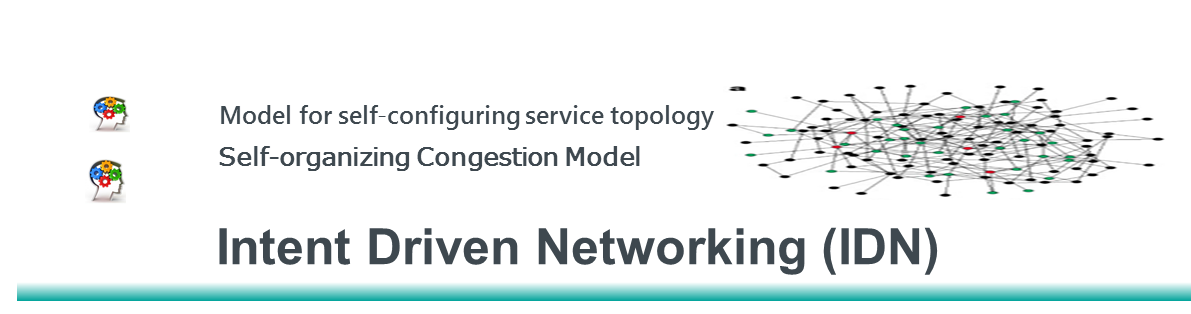 a
Model for self-configuring service topology
Self-organizing Congestion Model
Intent Driven Networking (IDN)